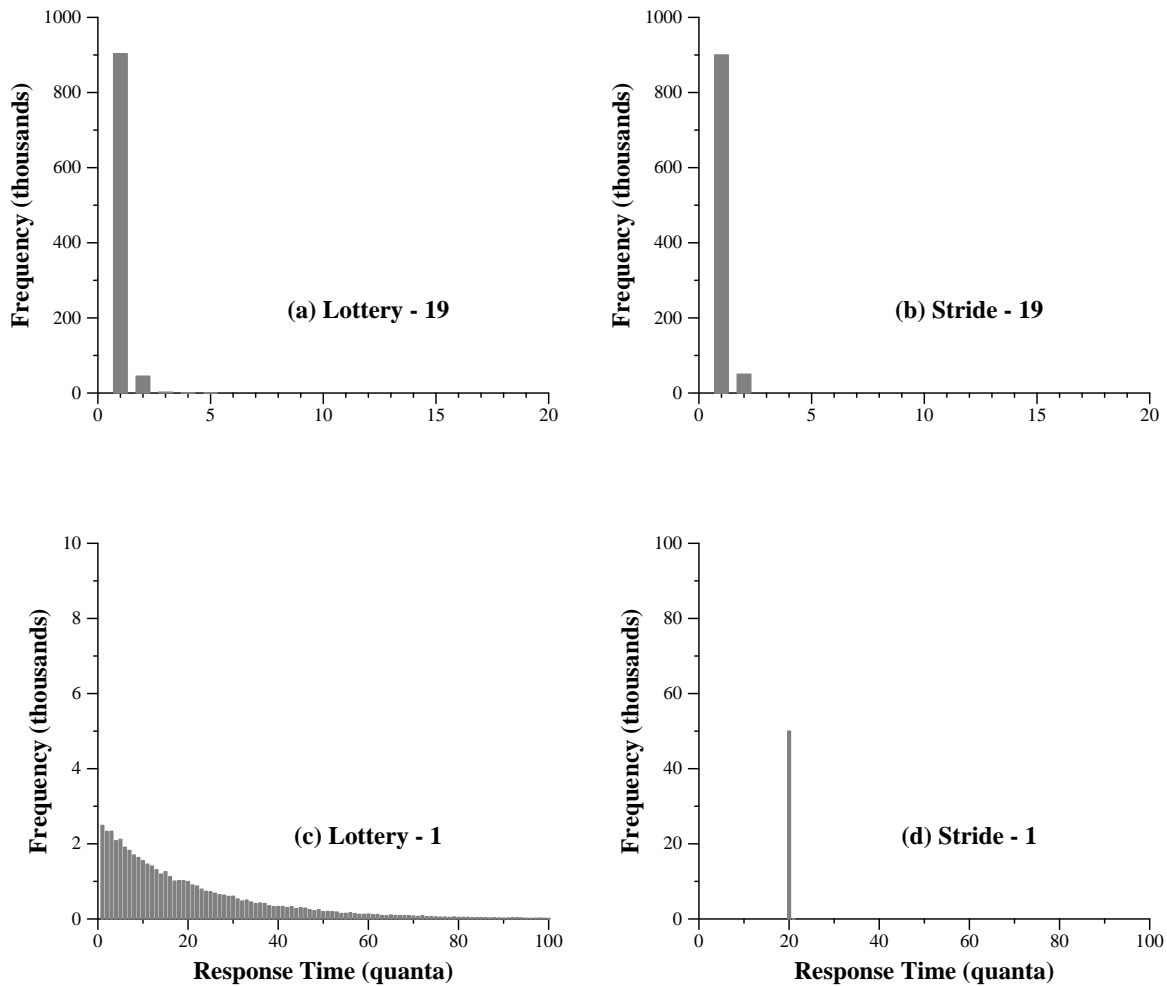 1000
800
600
400
200
0
Frequency (thousands)
0 5 10 15 20
(a) Lottery - 19
1000
800
600
400
200
0
Frequency (thousands)
0 5 10 15 20
(b) Stride - 19
10
8
6
4
2
0
Frequency (thousands)
0 20 40 60 80 100
Response Time (quanta)
(c) Lottery - 1
100
80
60
40
20
0
Frequency (thousands)
0 20 40 60 80 100
Response Time (quanta)
(d) Stride - 1